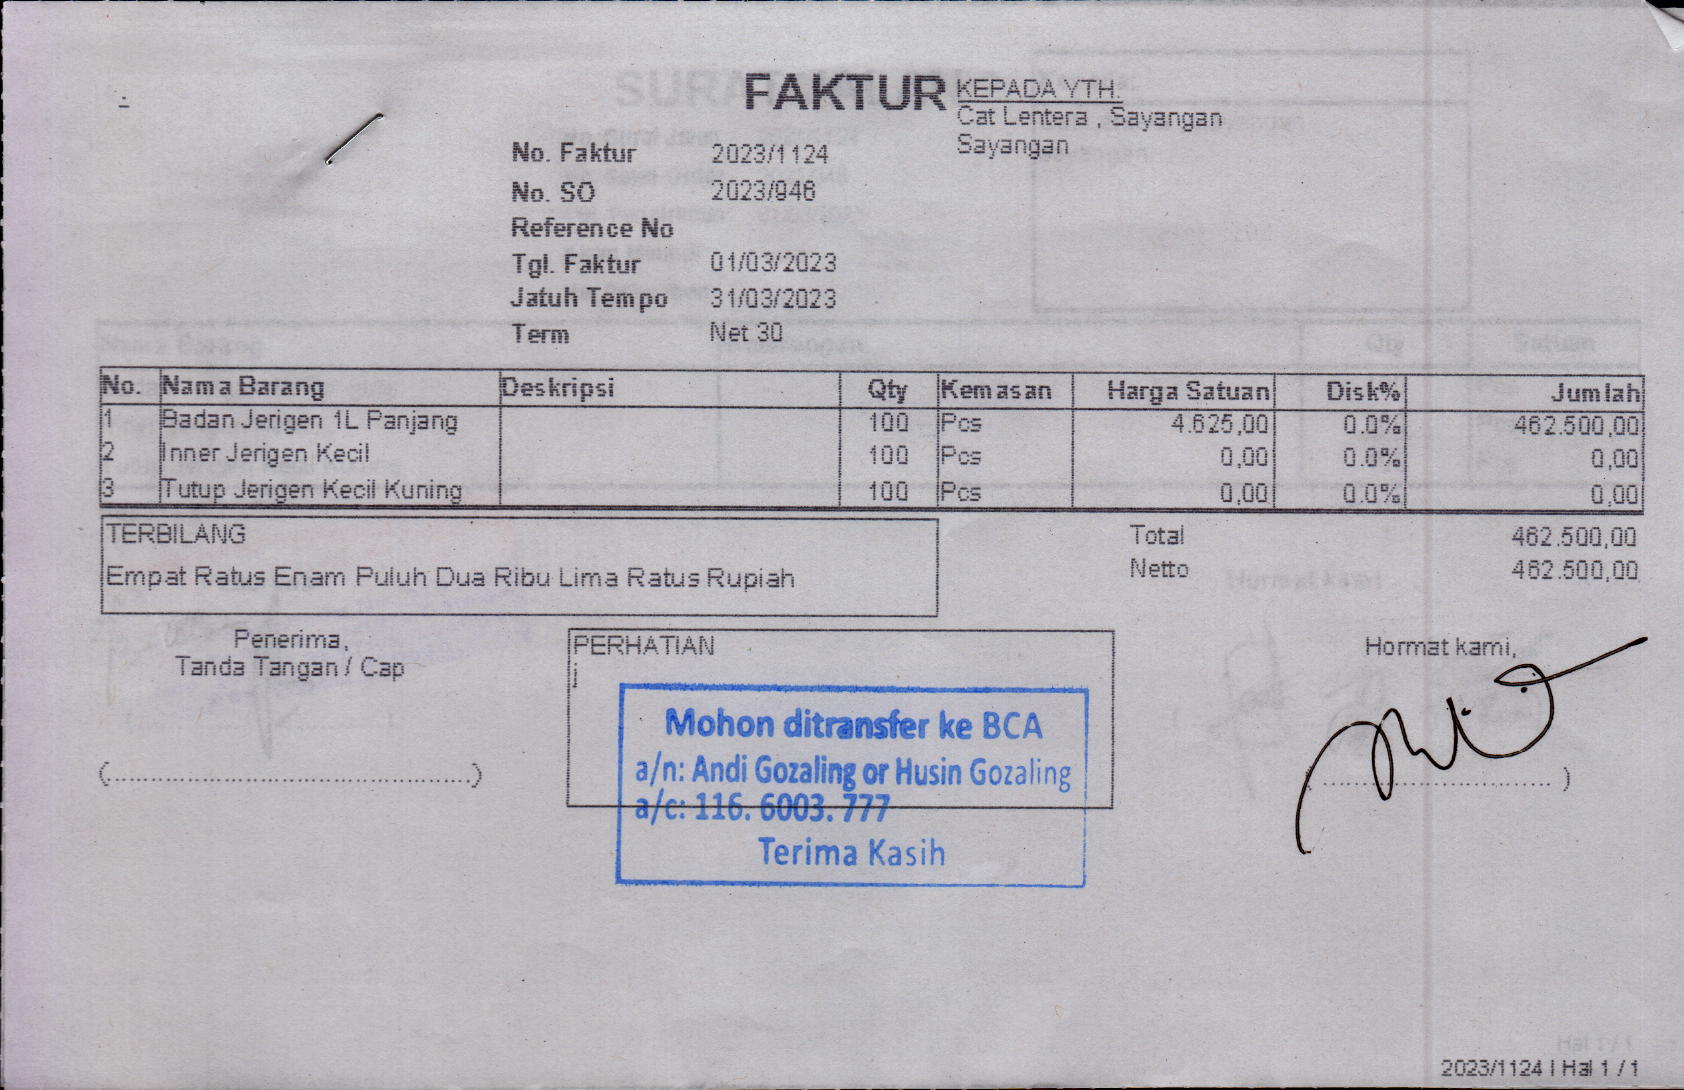 FAKTUR
KEPADA YTH.
Cat Lentera , Sayangan
Sayangan
No. Faktur 2023/1124
No. SO 2023/946
Reference No
Tgl. Faktur 01/03/2023
Jatuh Tempo 31/03/2023
Term Net 30
No. Nama Barang Deskripsi Qty Kemasan Harga Satuan Disk% Jumlah
1 Badan Jerigen 1L Panjang 100 Pcs 4.625,00 0.0% 462.500,00
2 Inner Jerigen Kecil 100 Pcs 0,00 0.0% 0,00
3 Tutup Jerigen Kecil Kuning 100 Pcs 0,00 0.0% 0,00
TERBILANG
Empat Ratus Enam Puluh Dua Ribu Lima Ratus Rupiah
Total 462.500,00
Netto 462.500,00
Penerima,
Tanda Tangan / Cap
(..........................................)
PERHATIAN
j
Mohon ditransfer ke BCA
a/n: Andi Gozaling or Husin Gozaling
a/c: 116. 6003. 777
Terima Kasih
Hormat kami,
( .......................... )
2023/1124 | Hal 1 / 1